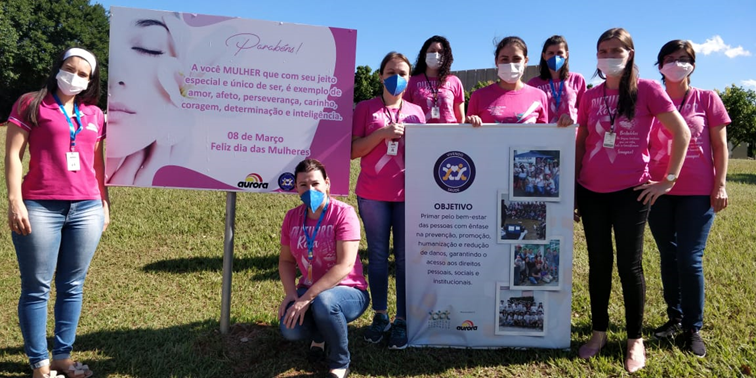 Parabéns!
A você MULHER que com seu jeito
especial e único de ser, é exemplo de
amor, afeto, perseverança, carinho,
coragem, determinação e inteligência.
08 de Março
Feliz dia das Mulheres
aurora
OBJETIVO
Primar pelo bem-estar
das pessoas com ênfase
na prevenção, promoção,
humanização e redução
de danos, garantindo o
acesso aos direitos
pessoais, sociais e
institucionais.
aurora